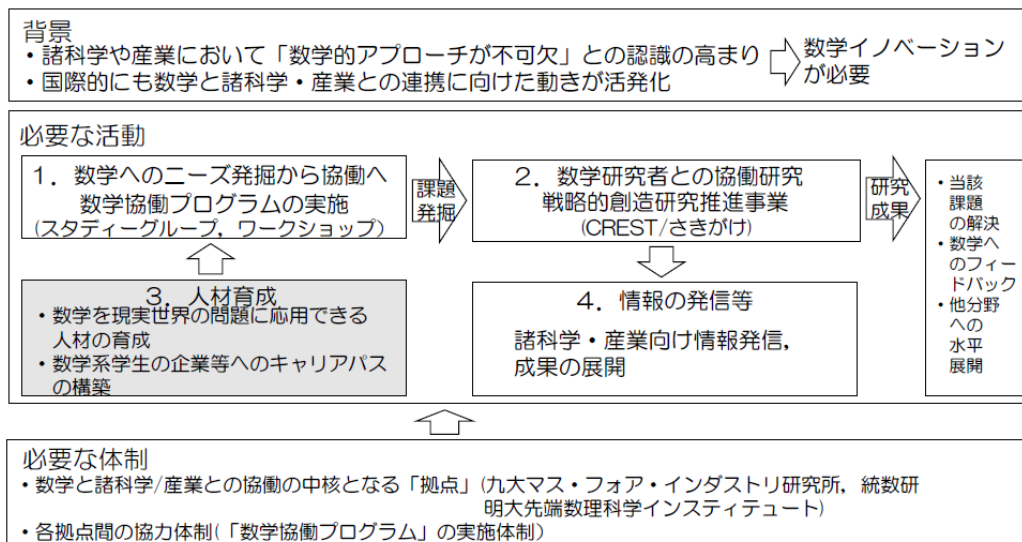 背景
・諸科学や産業において「数学的アプローチが不可欠」との認識の高まり
・国際的にも数学と諸科学・産業との連携に向けた動きが活発化
数学イノベーション
が必要
必要な活動
1．数学へのニーズ発掘から協働へ
数学協働プログラムの実施
(スタディーグループ，ワークショップ)
課題
発掘
2．数学研究者との協働研究
戦略的創造研究推進事業
(CREST/さきがけ)
研究
成果
・当該
課題
の解決
・数学へ
のフィー
ドバック
・他分野
への
水平
展開
3．人材育成
・数学を現実世界の問題に応用できる
人材の育成
・数学系学生の企業等へのキャリアパス
の構築
4．情報の発信等
諸科学・産業向け情報発信，
成果の展開
必要な体制
・数学と諸科学/産業との協働の中核となる「拠点」(九大マス・フォア・インダストリ研究所，統数研
明大先端数理科学インスティテュート)
・各拠点間の協力体制(「数学協働プログラム」の実施体制)